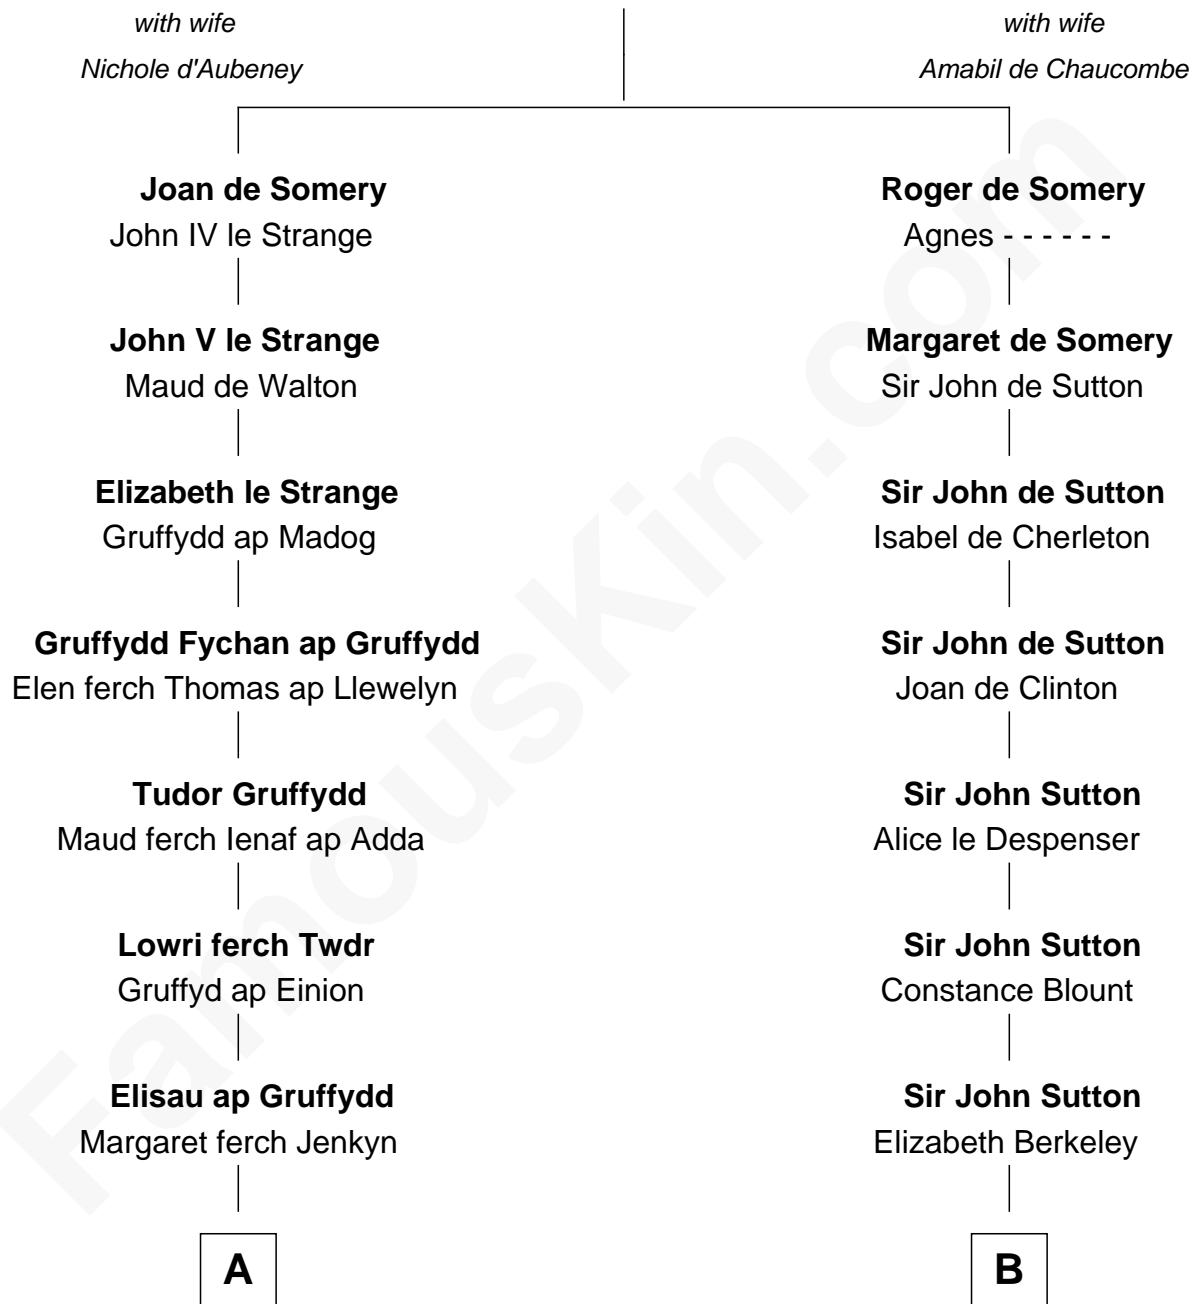 with wife
Nichole d'Aubeney
with wife
Amabil de Chaucombe
Joan de Somery
John IV le Strange
Roger de Somery
Agnes - - - - - -
John V le Strange
Maud de Walton
Margaret de Somery
Sir John de Sutton
Elizabeth le Strange
Gruffydd ap Madog
Sir John de Sutton
Isabel de Cherleton
Gruffydd Fychan ap Gruffydd
Elen ferch Thomas ap Llewelyn
Sir John de Sutton
Joan de Clinton
Tudor Gruffydd
Maud ferch Ienaf ap Adda
Sir John Sutton
Alice le Despenser
Lowri ferch Twdr
Gruffyd ap Einion
Sir John Sutton
Constance Blount
Elisau ap Gruffydd
Margaret ferch Jenkyn
Sir John Sutton
Elizabeth Berkeley
A
B
FamousKin.com